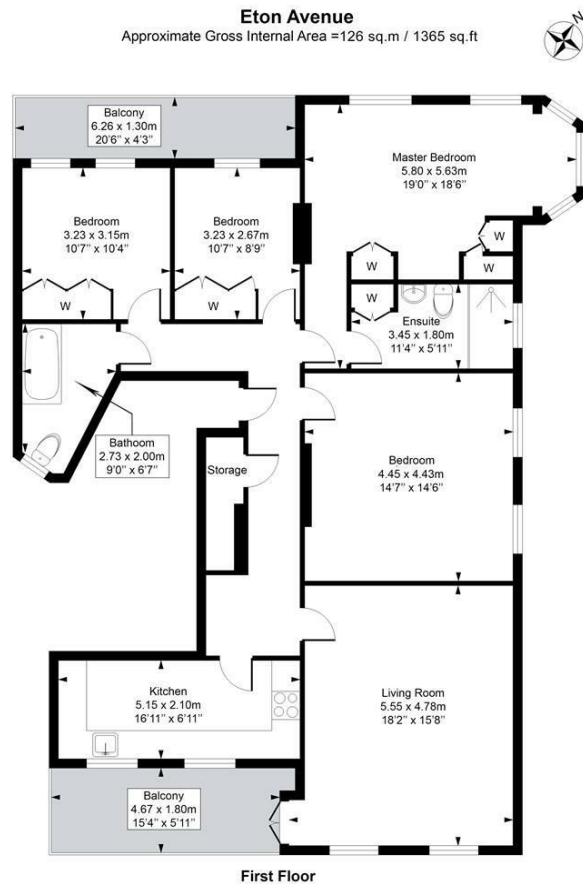 Eton Avenue
Approximate Gross Internal Area =126 sq.m / 1365 sq.ft
N
Balcony
6.26 x 1.30m
20'6'' x 4'3''
Master Bedroom
5.80 x 5.63m
19'0'' x 18'6''
Bedroom
3.23 x 3.15m
10'7'' x 10'4''
Bedroom
3.23 x 2.67m
10'7'' x 8'9''
W
W
W
W
W
W
Ensuite
3.45 x 1.80m
11'4'' x 5'11''
Bathoom
2.73 x 2.00m
9'0'' x 6'7''
Storage
Bedroom
4.45 x 4.43m
14'7'' x 14'6''
Kitchen
5.15 x 2.10m
16'11'' x 6'11''
Living Room
5.55 x 4.78m
18'2'' x 15'8''
Balcony
4.67 x 1.80m
15'4'' x 5'11''
First Floor